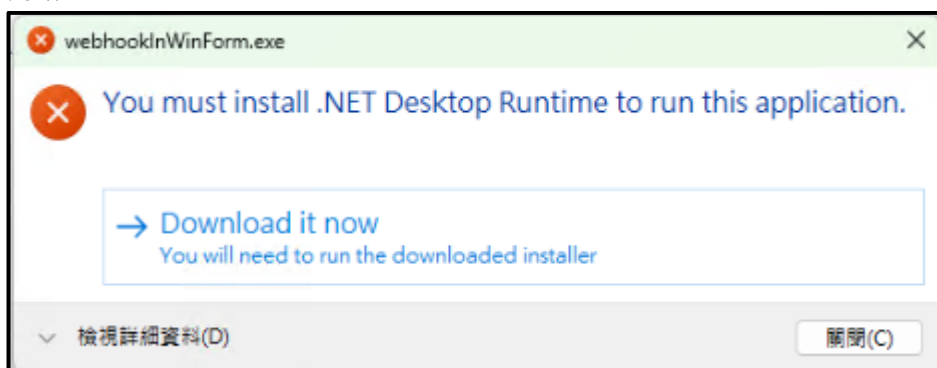 webhookInWinForm.exe
You must install .NET Desktop Runtime to run this application.
Download it now
You will need to run the downloaded installer
檢視詳細資料(D)
關閉(C)